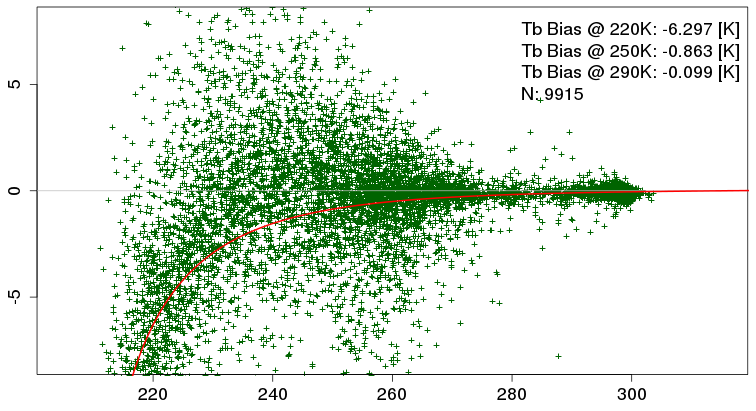 Tb Bias @ 220K: -6.297 [K]
Tb Bias @ 250K: -0.863 [K]
Tb Bias @ 290K: -0.099 [K]
N: 9915
5
0
-5
220 240 260 280 300